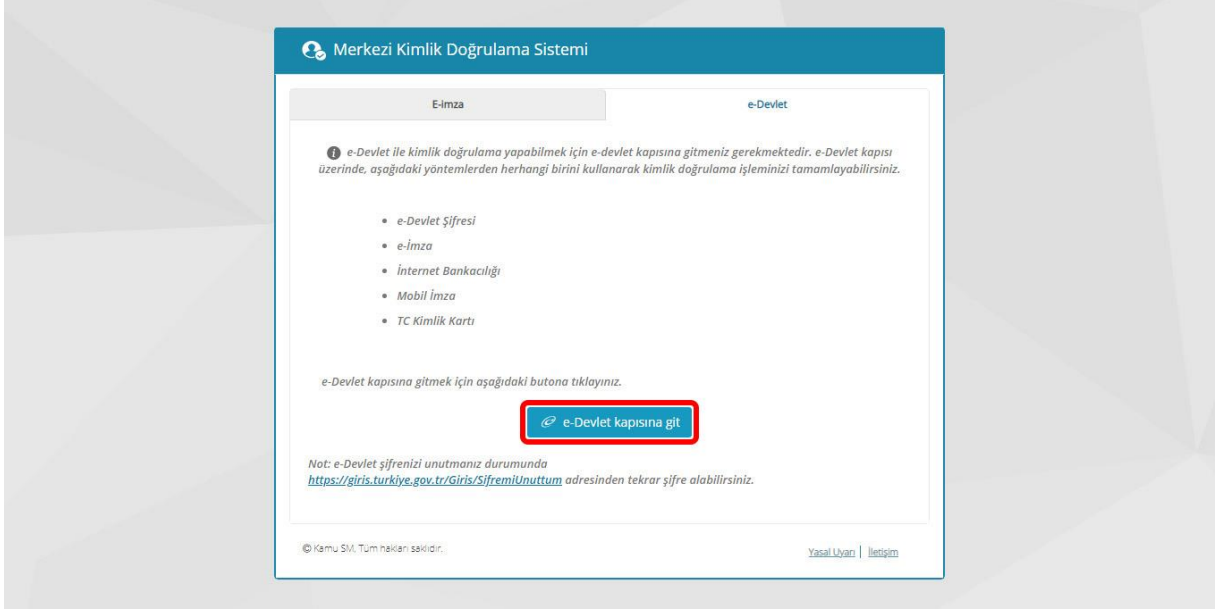 Merkezi Kimlik Doğrulama Sistemi
E-imza
e-Devlet
e-Devlet ile kimlik doğrulama yapabilmek için e-devlet kapısına gitmeniz gerekmektedir. e-Devlet kapısı
üzerinde, aşağıdaki yöntemlerden herhangi birini kullanarak kimlik doğrulama işleminizi tamamlayabilirsiniz.
• e-Devlet Şifresi
• e-İmza
• İnternet Bankacılığı
• Mobil İmza
• TC Kimlik Kartı
e-Devlet kapısına gitmek için aşağıdaki butona tıklayınız.
e-Devlet kapısına git
Not: e-Devlet şifrenizi unutmanız durumunda
https://giris.turkiye.gov.tr/Giris/SifremiUnuttum adresinden tekrar şifre alabilirsiniz.
© Kamu SM. Tüm hakları saklıdır.
Yasal Uyarı | İletişim